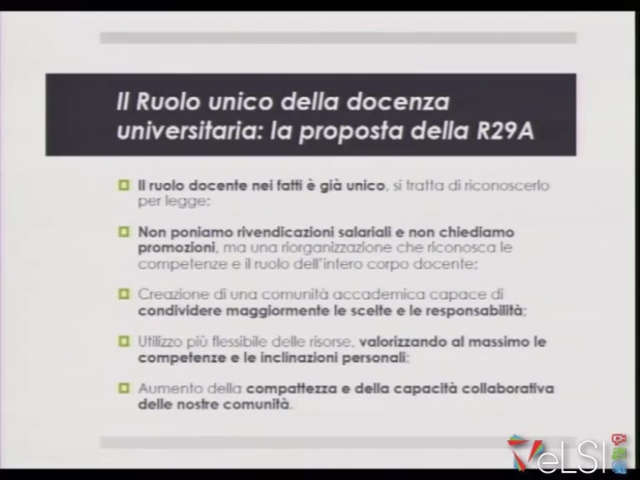 Il Ruolo unico della docenza
universitaria: la proposta della R29A
Il ruolo docente nei fatti è già unico, si tratta di riconoscerlo
per legge;
Non poniamo rivendicazioni salariali e non chiediamo
promozioni, ma una riorganizzazione che riconosca le
competenze e il ruolo dell'intero corpo docente;
Creazione di una comunità accademica capace di
condividere maggiormente le scelte e le responsabilità;
Utilizzo più flessibile delle risorse, valorizzando al massimo le
competenze e le inclinazioni personali;
Aumento della compattezza e della capacità collaborativa
delle nostre comunità.
VeLSI